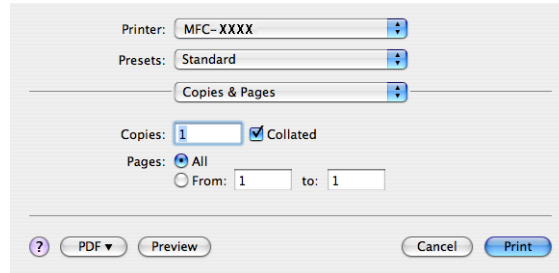 Printer: MFC-XXXX
Presets: Standard
Copies & Pages
Copies: 1 Collated
Pages: All
From: 1 to: 1
? PDF ▼ Preview Cancel Print